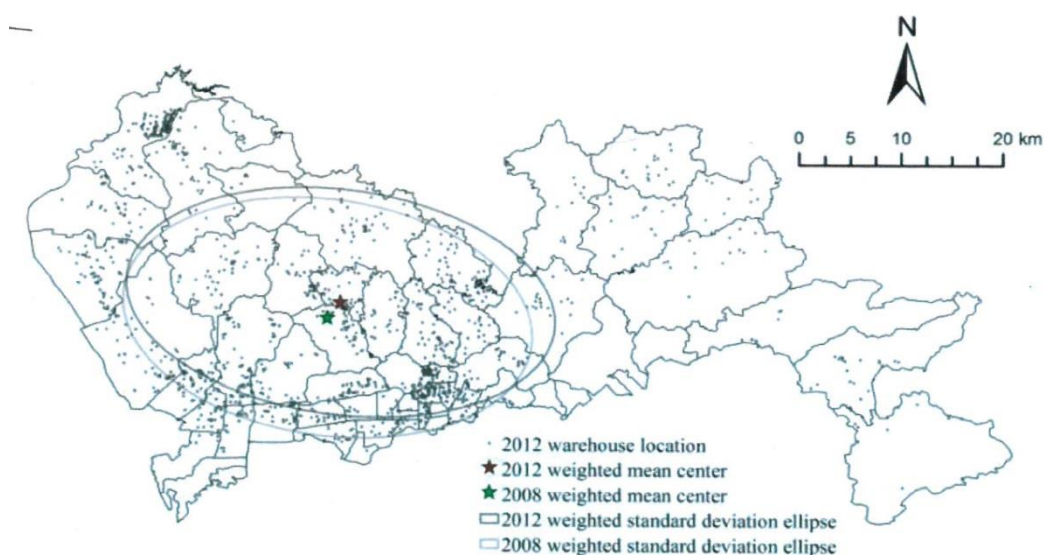 N
0 5 10 20 km
2012 warehouse location
2012 weighted mean center
2008 weighted mean center
2012 weighted standard deviation ellipse
2008 weighted standard deviation ellipse